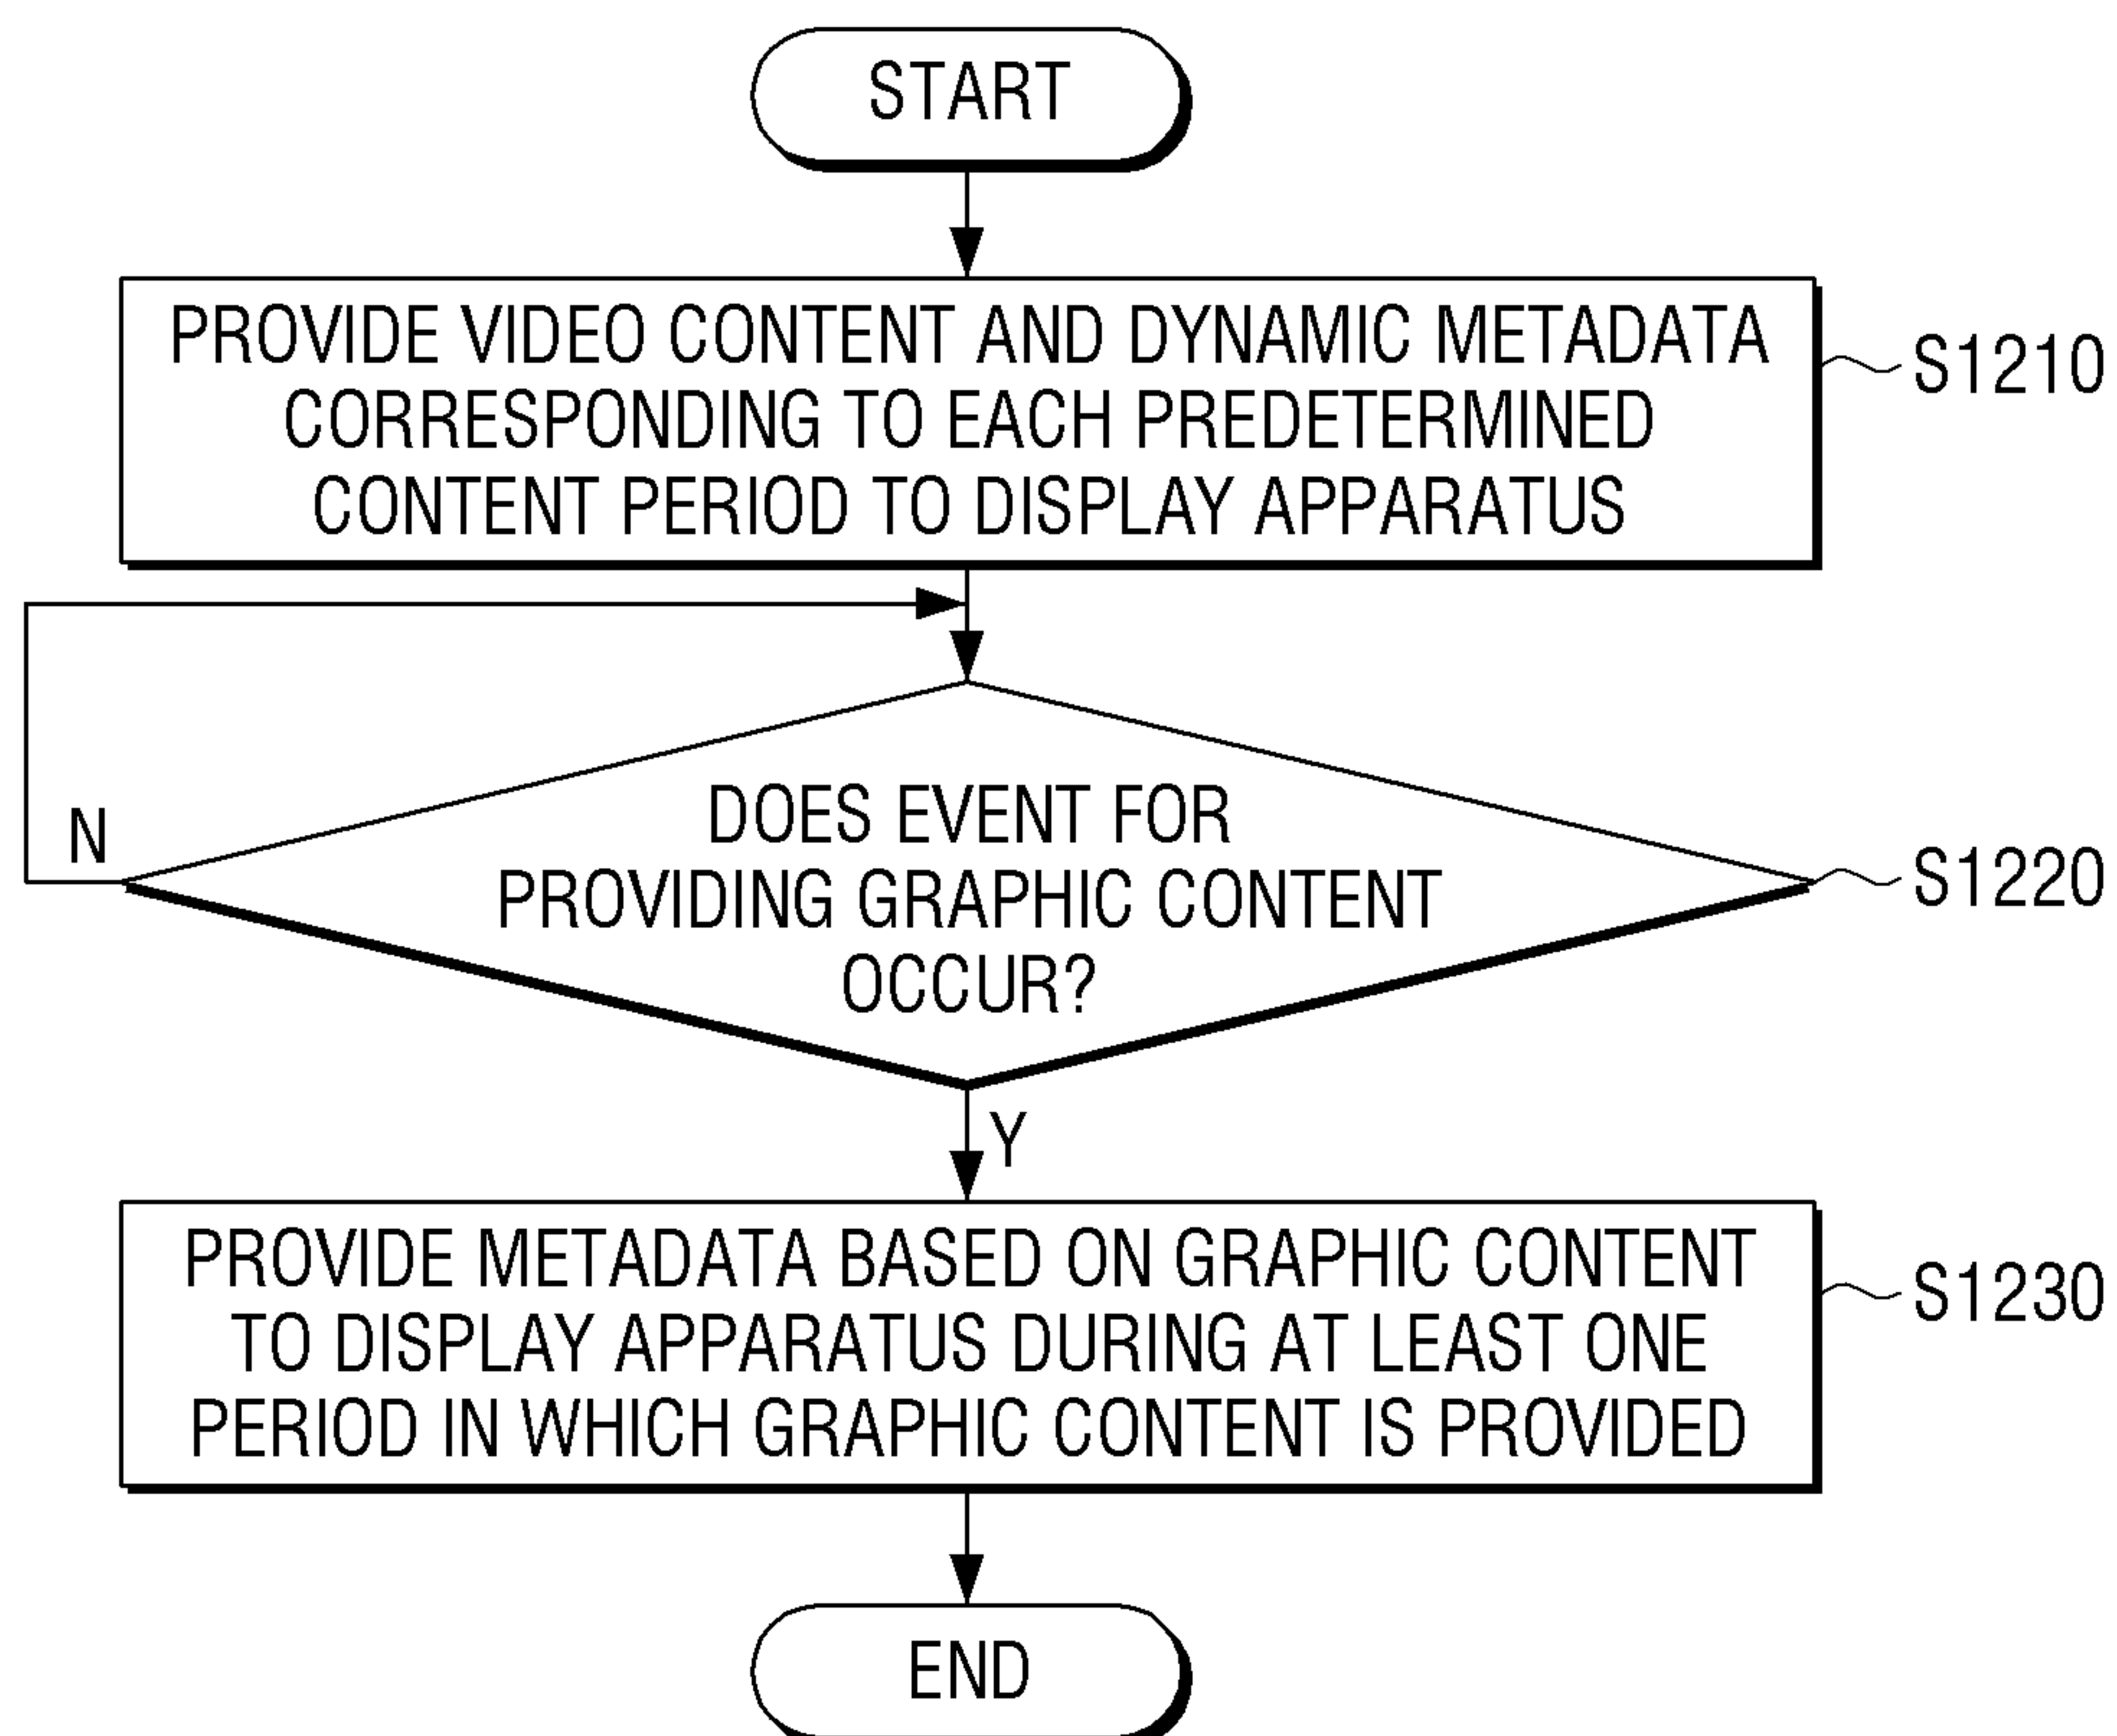 START
PROVIDE VIDEO CONTENT AND DYNAMIC METADATA
CORRESPONDING TO EACH PREDETERMINED
CONTENT PERIOD TO DISPLAY APPARATUS
S1210
DOES EVENT FOR
PROVIDING GRAPHIC CONTENT
OCCUR?
N
S1220
Y
PROVIDE METADATA BASED ON GRAPHIC CONTENT
TO DISPLAY APPARATUS DURING AT LEAST ONE
PERIOD IN WHICH GRAPHIC CONTENT IS PROVIDED
S1230
END